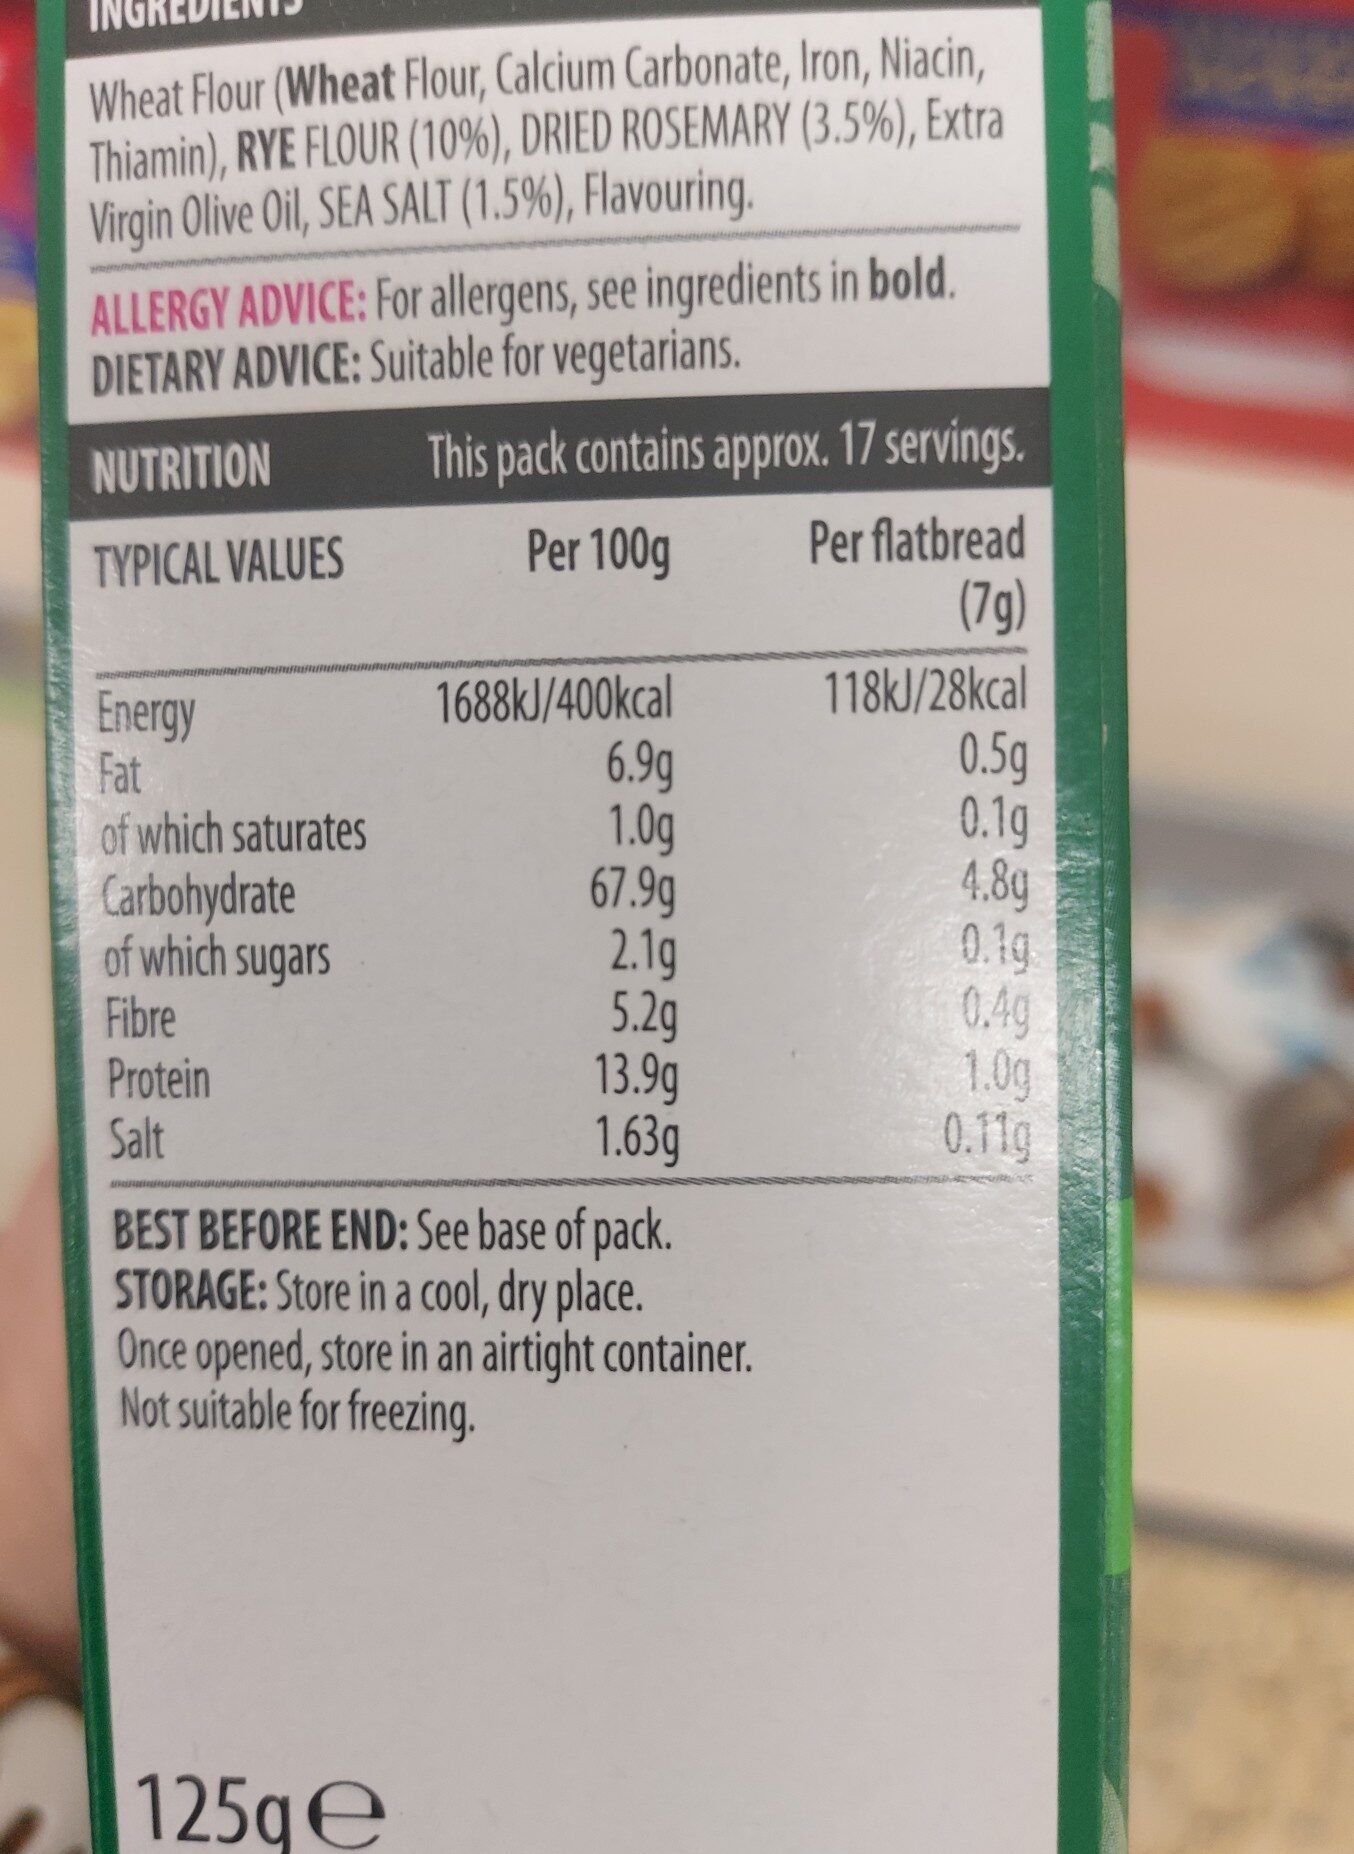 INGREDIENTS
Wheat Flour (Wheat Flour, Calcium Carbonate, Iron, Niacin,
Thiamin), RYE FLOUR (10%), DRIED ROSEMARY (3.5%), Extra
Virgin Olive Oil, SEA SALT (1.5%), Flavouring.
ALLERGY ADVICE: For allergens, see ingredients in bold.
DIETARY ADVICE: Suitable for vegetarians.
NUTRITION This pack contains approx. 17 servings.
TYPICAL VALUES Per 100g Per flatbread
(7g)
Energy 1688kJ/400kcal 118kJ/28kcal
Fat 6.9g 0.5g
of which saturates 1.0g 0.1g
Carbohydrate 67.9g 4.8g
of which sugars 2.1g 0.1g
Fibre 5.2g 0.4g
Protein 13.9g 1.0g
Salt 1.63g 0.11g
BEST BEFORE END: See base of pack.
STORAGE: Store in a cool, dry place.
Once opened, store in an airtight container.
Not suitable for freezing.
125g e